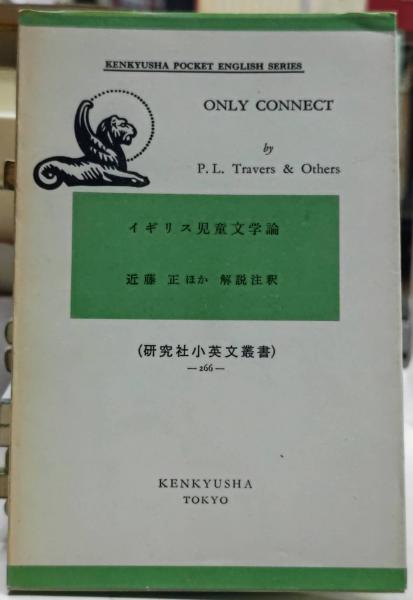 KENKYUSHA POCKET ENGLISH SERIES
ONLY CONNECT
by
P. L. Travers & Others
イギリス児童文学論
近藤 正 ほか 解説注釈
(研究社小英文叢書)
—266—
KENKYUSHA
TOKYO